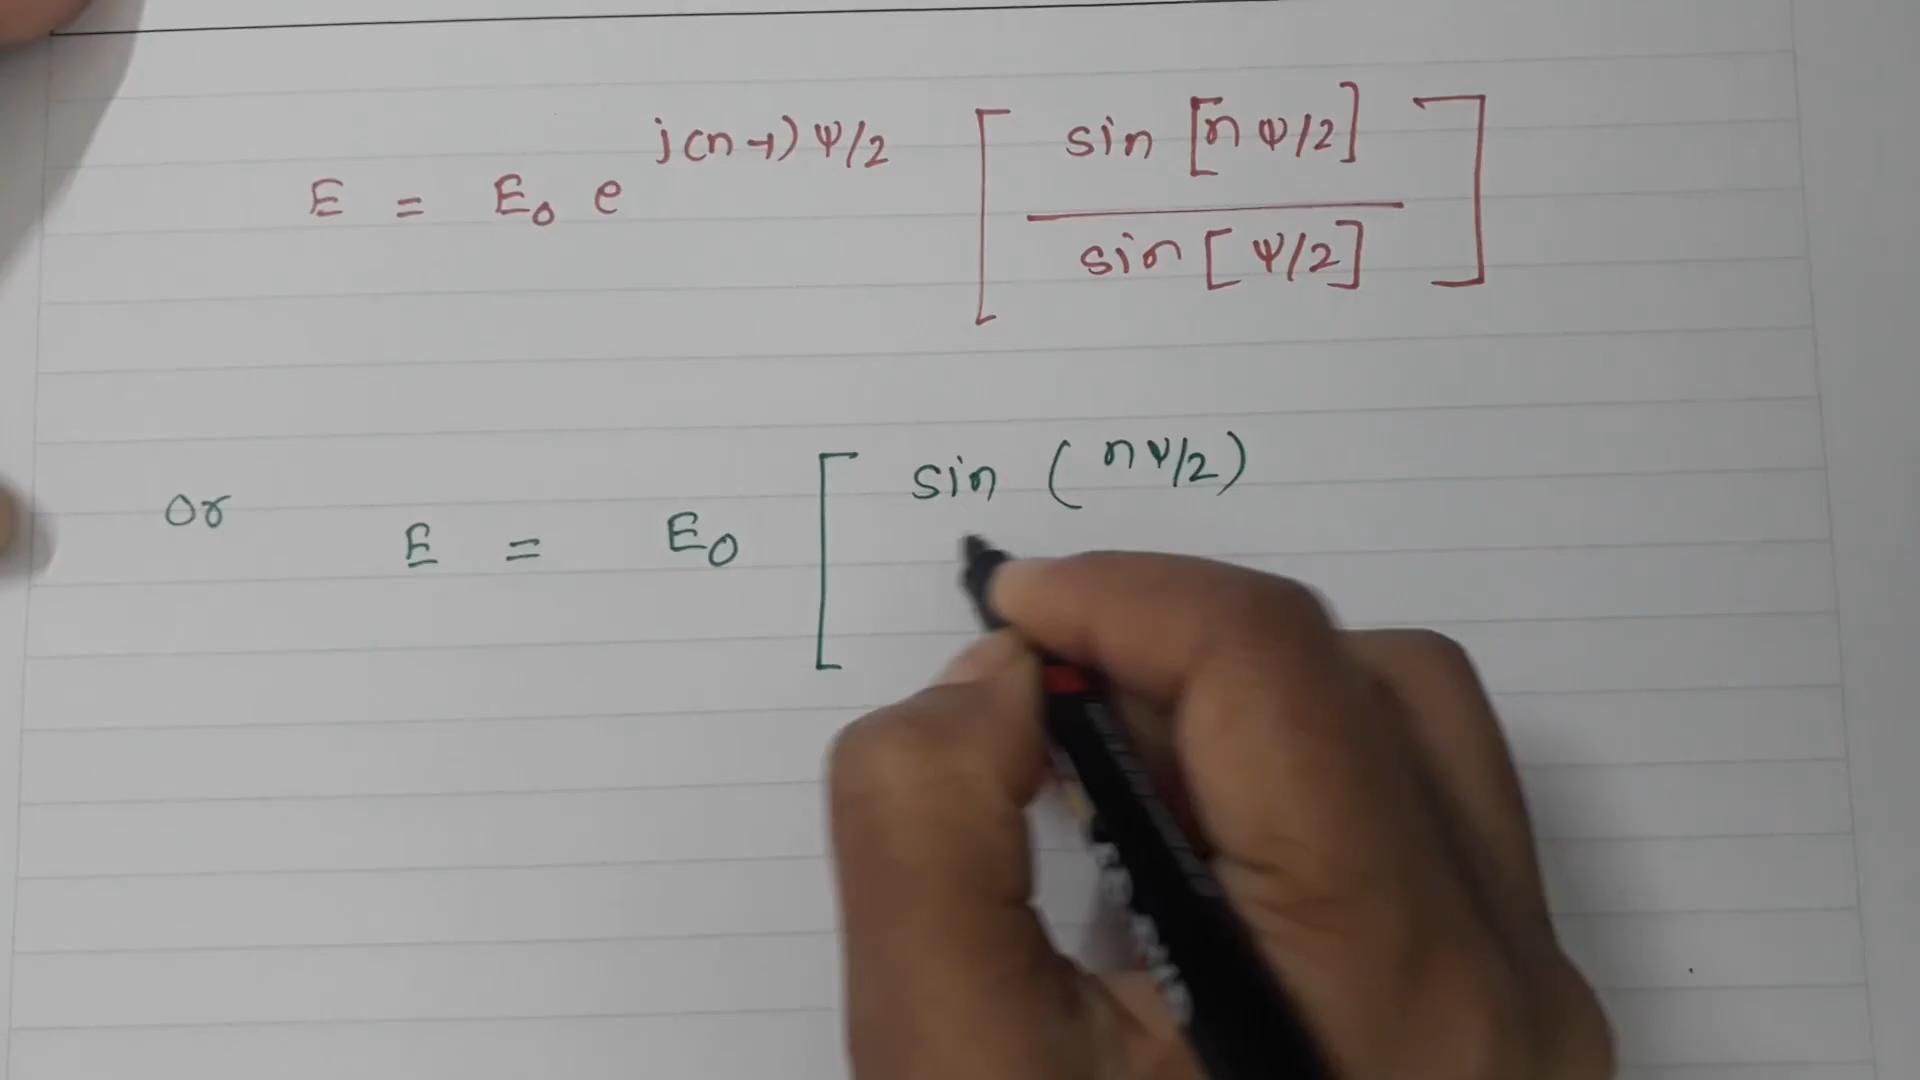 E = E₀ e^{j(n-1)ψ/2} [ sin [nψ/2] / sin [ψ/2] ]
or E = E₀ [ sin (nψ/2)